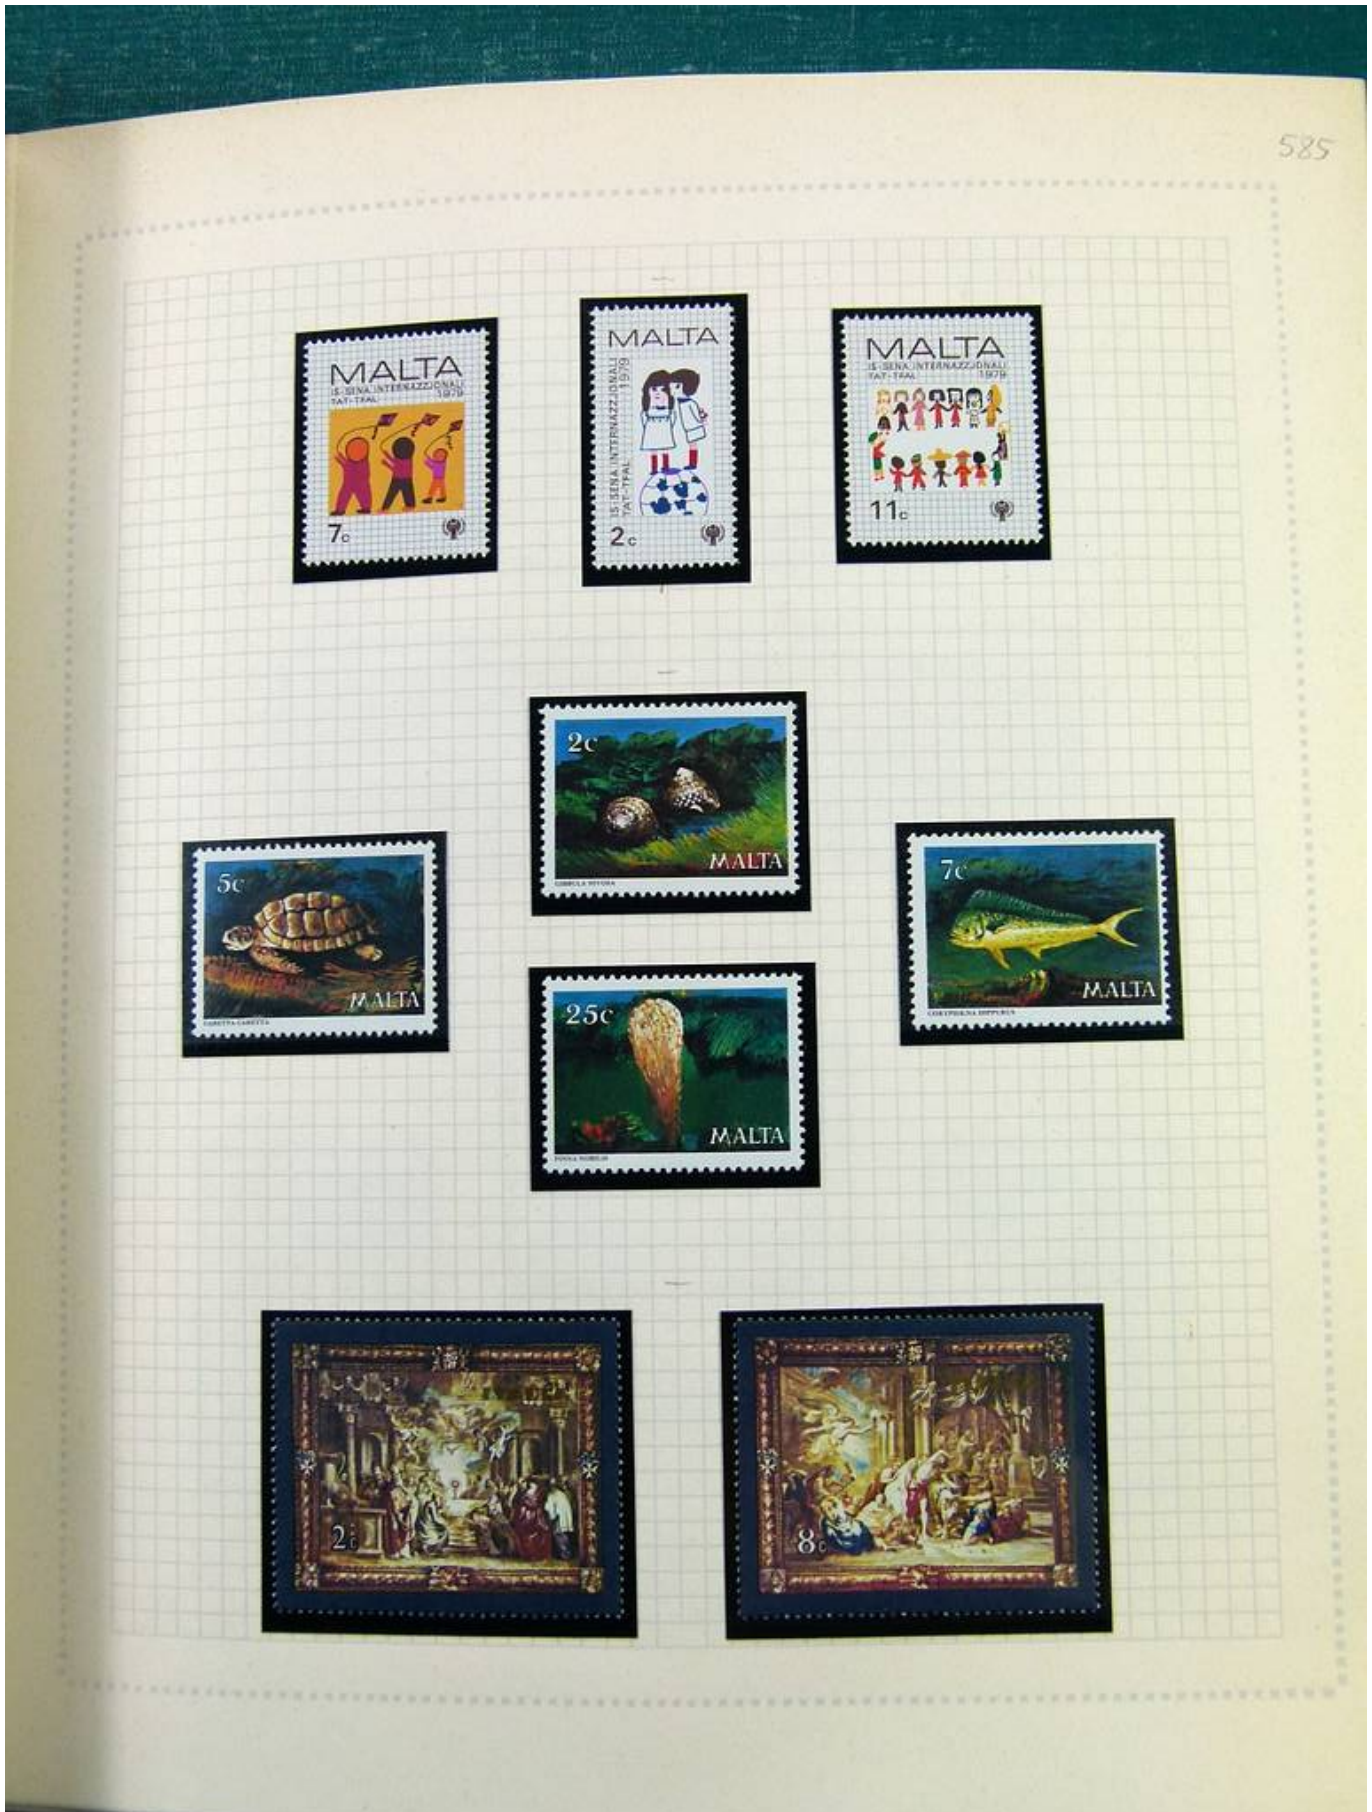 585
MALTA
IS-SENA INTERNAZZJONALI
TAT-TFAL 1979
7c
MALTA
IS-SENA INTERNAZZJONALI
TAT-TFAL 1979
2c
MALTA
IS-SENA INTERNAZZJONALI
TAT-TFAL 1979
11c
2c
MALTA
5c
MALTA
CARETTA CARETTA
7c
MALTA
CORYPHAENA HIPPURUS
25c
MALTA
PINNA NOBILIS
2c
8c